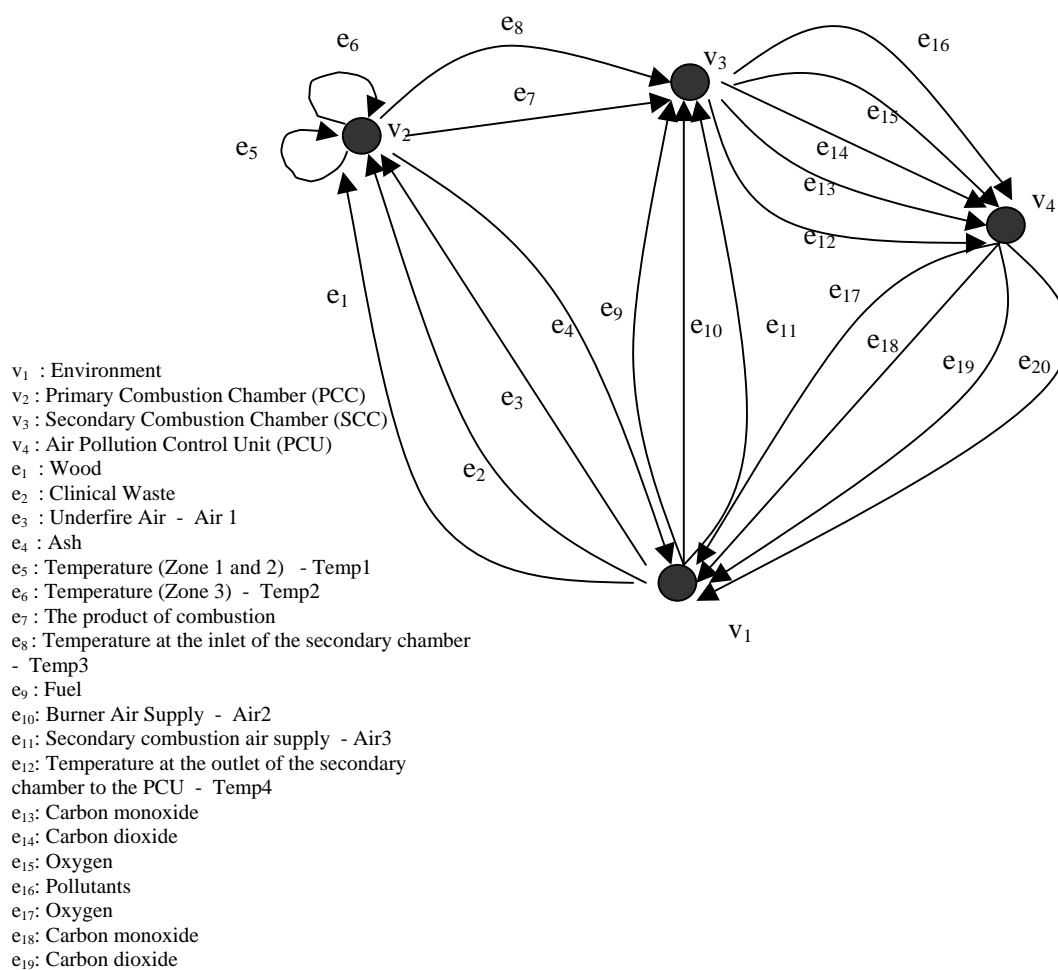 e8
e6
v3
e16
e7
v2
e15
e5
e14
e13
v4
e12
e1
e17
e4
e9
e10
e11
e18
e19
e20
e3
e2
v1
v1 : Environment
v2 : Primary Combustion Chamber (PCC)
v3 : Secondary Combustion Chamber (SCC)
v4 : Air Pollution Control Unit (PCU)
e1 : Wood
e2 : Clinical Waste
e3 : Underfire Air - Air 1
e4 : Ash
e5 : Temperature (Zone 1 and 2) - Temp1
e6 : Temperature (Zone 3) - Temp2
e7 : The product of combustion
e8 : Temperature at the inlet of the secondary chamber
- Temp3
e9 : Fuel
e10: Burner Air Supply - Air2
e11: Secondary combustion air supply - Air3
e12: Temperature at the outlet of the secondary
chamber to the PCU - Temp4
e13: Carbon monoxide
e14: Carbon dioxide
e15: Oxygen
e16: Pollutants
e17: Oxygen
e18: Carbon monoxide
e19: Carbon dioxide